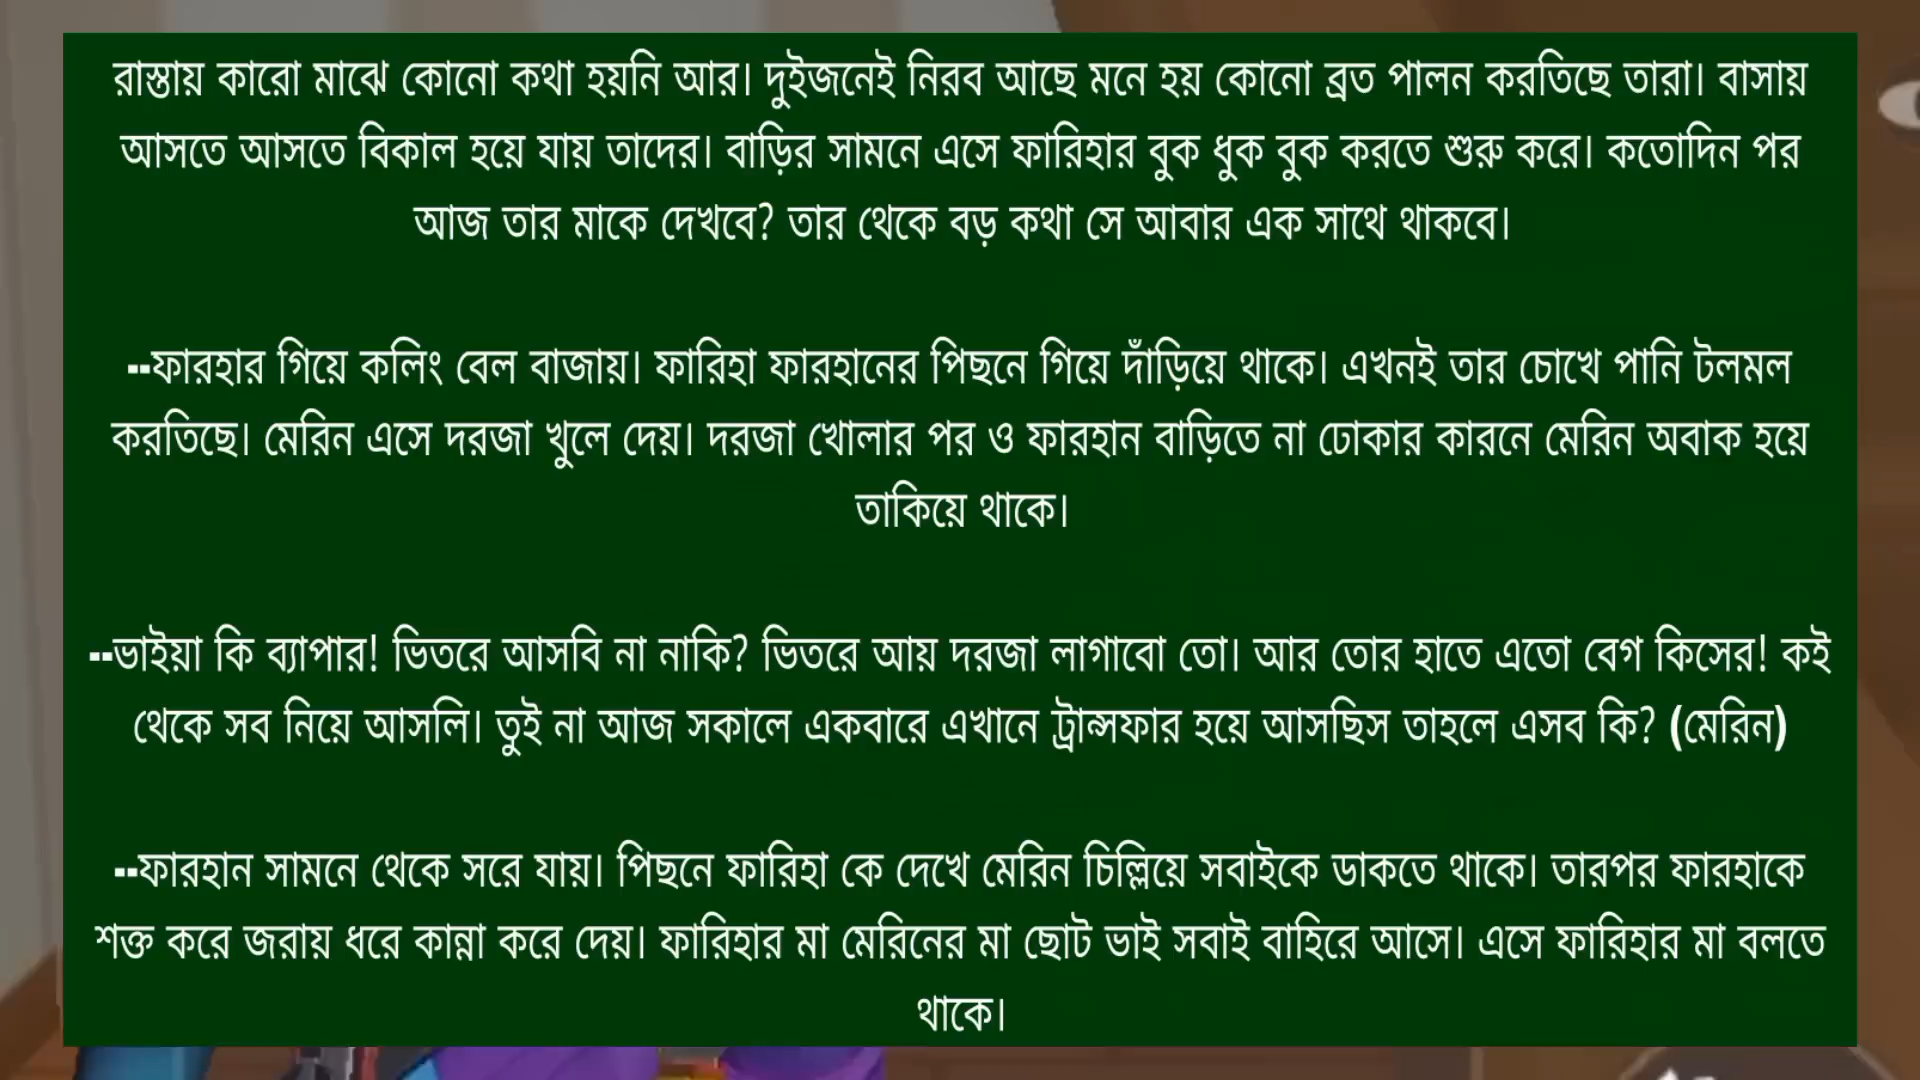 রাস্তায় কারো মাঝে কোনো কথা হয়নি আর। দুইজনেই নিরব আছে মনে হয় কোনো ব্রত পালন করতিছে তারা। বাসায়
আসতে আসতে বিকাল হয়ে যায় তাদের। বাড়ির সামনে এসে ফারিহার বুক ধুক বুক করতে শুরু করে। কতোদিন পর
আজ তার মাকে দেখবে? তার থেকে বড় কথা সে আবার এক সাথে থাকবে।
--ফারহার গিয়ে কলিং বেল বাজায়। ফারিহা ফারহানের পিছনে গিয়ে দাঁড়িয়ে থাকে। এখনই তার চোখে পানি টলমল
করতিছে। মেরিন এসে দরজা খুলে দেয়। দরজা খোলার পর ও ফারহান বাড়িতে না ঢোকার কারনে মেরিন অবাক হয়ে
তাকিয়ে থাকে।
--ভাইয়া কি ব্যাপার! ভিতরে আসবি না নাকি? ভিতরে আয় দরজা লাগাবো তো। আর তোর হাতে এতো বেগ কিসের! কই
থেকে সব নিয়ে আসলি। তুই না আজ সকালে একবারে এখানে ট্রান্সফার হয়ে আসছিস তাহলে এসব কি? (মেরিন)
--ফারহান সামনে থেকে সরে যায়। পিছনে ফারিহা কে দেখে মেরিন চিল্লিয়ে সবাইকে ডাকতে থাকে। তারপর ফারহাকে
শক্ত করে জরায় ধরে কান্না করে দেয়। ফারিহার মা মেরিনের মা ছোট ভাই সবাই বাহিরে আসে। এসে ফারিহার মা বলতে
থাকে।